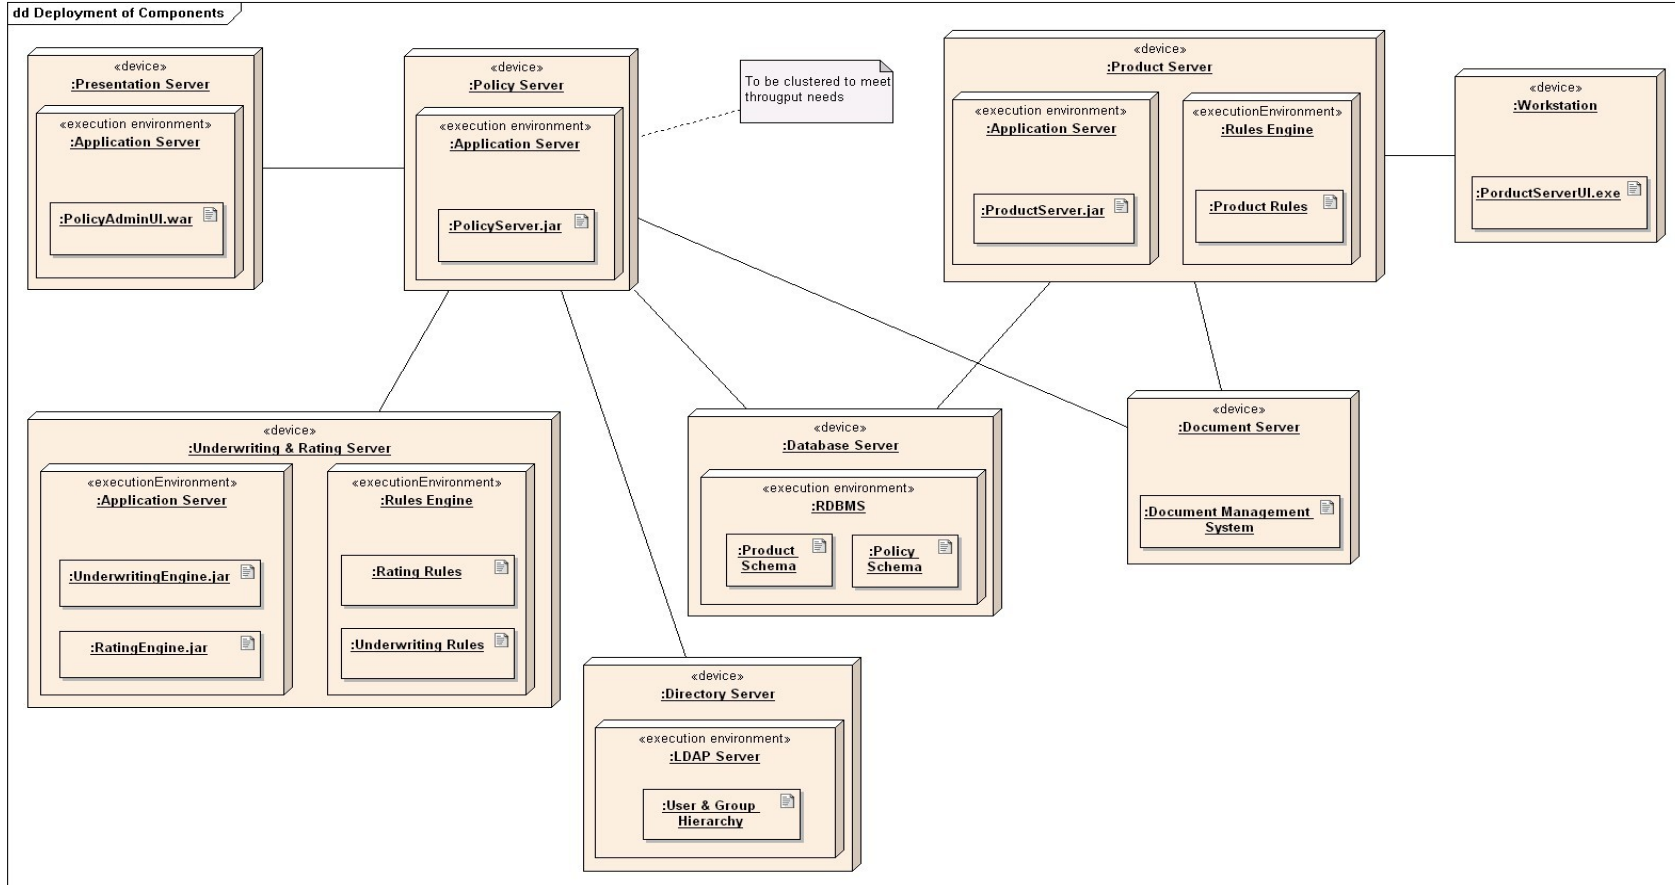 dd Deployment of Components
«device»
:Presentation Server
«execution environment»
:Application Server
:PolicyAdminUI.war
«device»
:Policy Server
«execution environment»
:Application Server
:PolicyServer.jar
To be clustered to meet
througput needs
«device»
:Product Server
«execution environment»
:Application Server
:ProductServer.jar
«executionEnvironment»
:Rules Engine
:Product Rules
«device»
:Workstation
:PorductServerUI.exe
«device»
:Underwriting & Rating Server
«executionEnvironment»
:Application Server
:UnderwritingEngine.jar
:RatingEngine.jar
«executionEnvironment»
:Rules Engine
:Rating Rules
:Underwriting Rules
«device»
:Database Server
«execution environment»
:RDBMS
:Product
Schema
:Policy
Schema
«device»
:Document Server
:Document Management
System
«device»
:Directory Server
«execution environment»
:LDAP Server
:User & Group
Hierarchy